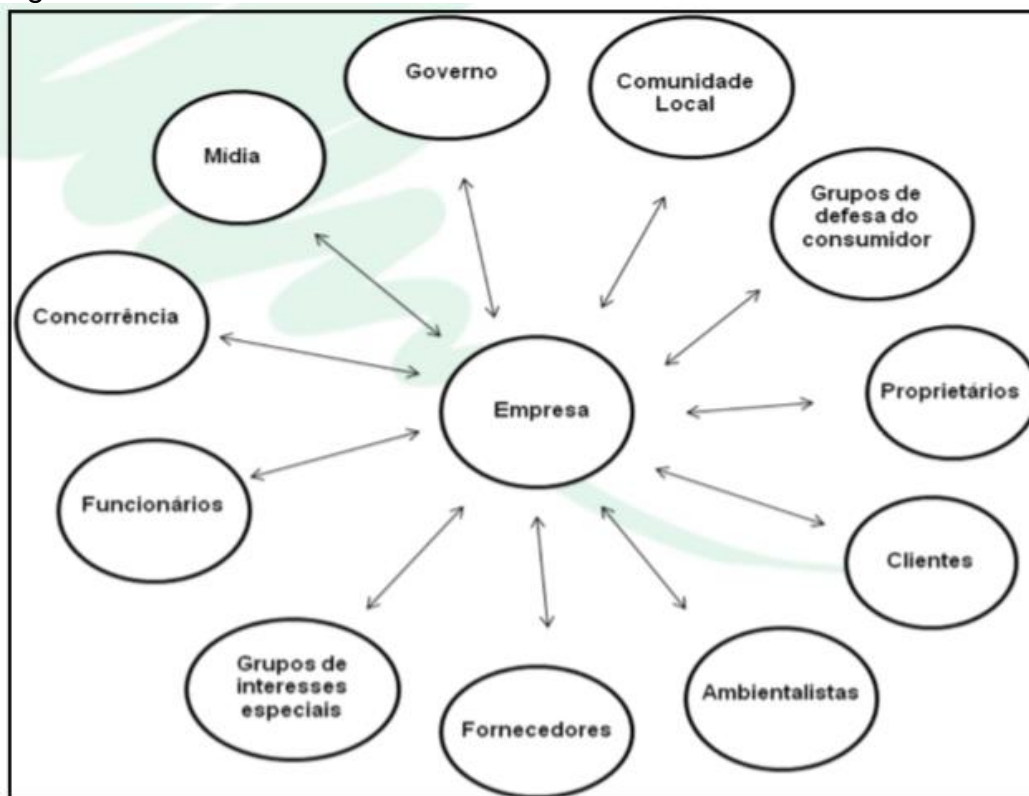 Governo
Comunidade
Local
Mídia
Grupos de
defesa do
consumidor
Concorrência
Proprietários
Empresa
Funcionários
Clientes
Grupos de
interesses
especiais
Ambientalistas
Fornecedores